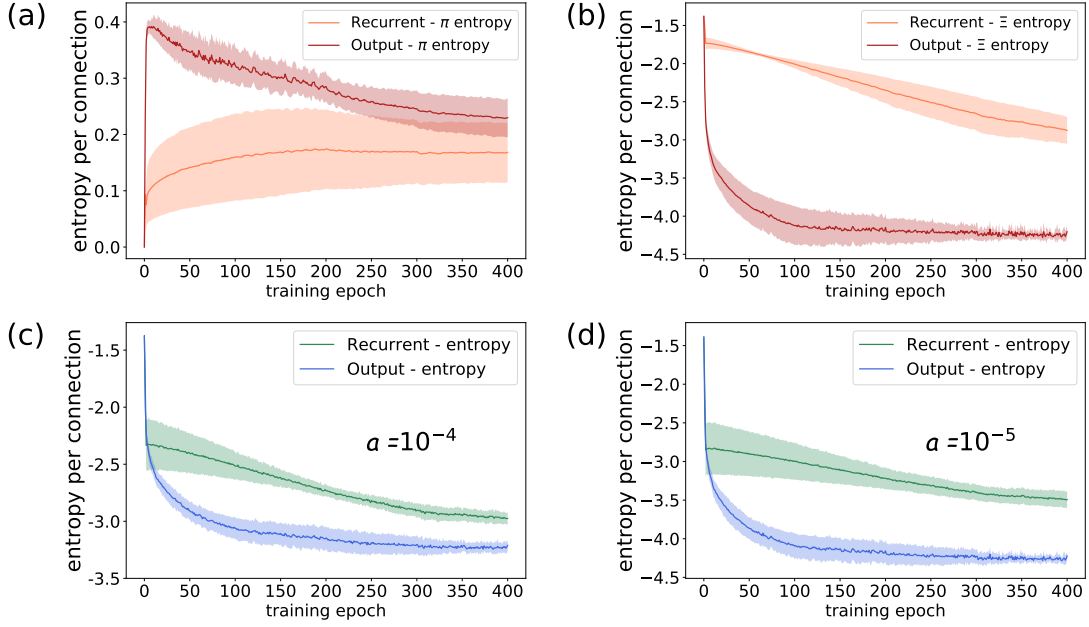 (a)
Recurrent - π entropy
Output - π entropy
entropy per connection
0.4
0.3
0.2
0.1
0.0
0 50 100 150 200 250 300 350 400
training epoch
(b)
Recurrent - Ξ entropy
Output - Ξ entropy
entropy per connection
−1.5
−2.0
−2.5
−3.0
−3.5
−4.0
−4.5
0 50 100 150 200 250 300 350 400
training epoch
(c)
Recurrent - entropy
Output - entropy
entropy per connection
-1.5
-2.0
-2.5
-3.0
-3.5
a =10⁻⁴
0 50 100 150 200 250 300 350 400
training epoch
(d)
Recurrent - entropy
Output - entropy
entropy per connection
−1.5
−2.0
−2.5
−3.0
−3.5
−4.0
−4.5
a =10⁻⁵
0 50 100 150 200 250 300 350 400
training epoch